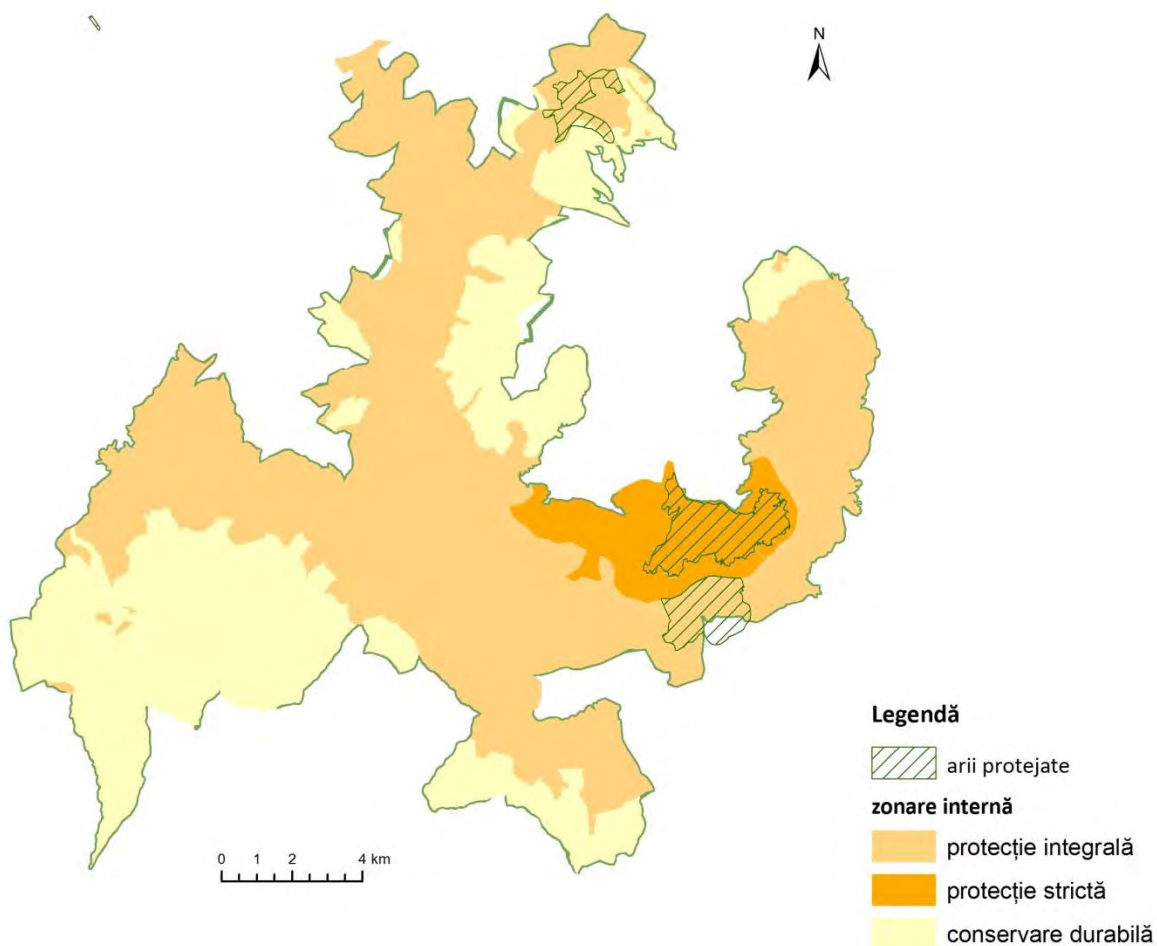 N
Legendă
arii protejate
zonare internă
protecție integrală
protecție strictă
conservare durabilă
0 1 2 4 km